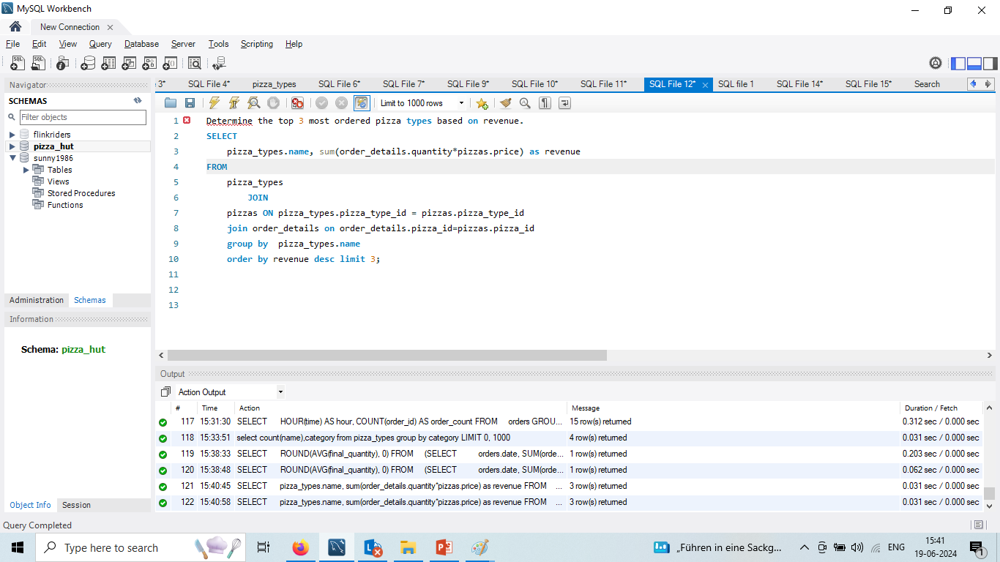 MySQL Workbench
New Connection
File Edit View Query Database Server Tools Scripting Help
Navigator
SCHEMAS
Filter objects
flinkriders
pizza_hut
sunny1986
Tables
Views
Stored Procedures
Functions
Administration Schemas
Information
Schema: pizza_hut
Object Info Session
3* SQL File 4* pizza_types SQL File 6* SQL File 7* SQL File 9* SQL File 10* SQL File 11* SQL File 12* SQL File 1 SQL File 14* SQL File 15* Search
Limit to 1000 rows
1 Determine the top 3 most ordered pizza types based on revenue.
2 SELECT
3 pizza_types.name, sum(order_details.quantity*pizzas.price) as revenue
4 FROM
5 pizza_types
6 JOIN
7 pizzas ON pizza_types.pizza_type_id = pizzas.pizza_type_id
8 join order_details on order_details.pizza_id=pizzas.pizza_id
9 group by pizza_types.name
10 order by revenue desc limit 3;
11
12
13
Output
Action Output
# Time Action Message Duration / Fetch
117 15:31:30 SELECT HOUR(time) AS hour, COUNT(order_id) AS order_count FROM orders GROU... 15 row(s) returned 0.312 sec / 0.000 sec
118 15:33:51 select count(name),category from pizza_types group by category LIMIT 0, 1000 4 row(s) returned 0.031 sec / 0.000 sec
119 15:38:33 SELECT ROUND(AVG(final_quantity), 0) FROM (SELECT orders.date, SUM(orde... 1 row(s) returned 0.203 sec / 0.000 sec
120 15:38:48 SELECT ROUND(AVG(final_quantity), 0) FROM (SELECT orders.date, SUM(orde... 1 row(s) returned 0.062 sec / 0.000 sec
121 15:40:45 SELECT pizza_types.name, sum(order_details.quantity*pizzas.price) as revenue FROM ... 3 row(s) returned 0.031 sec / 0.000 sec
122 15:40:58 SELECT pizza_types.name, sum(order_details.quantity*pizzas.price) as revenue FROM ... 3 row(s) returned 0.031 sec / 0.000 sec
Query Completed
Type here to search
„Führen in eine Sackg...
ENG
15:41
19-06-2024
1